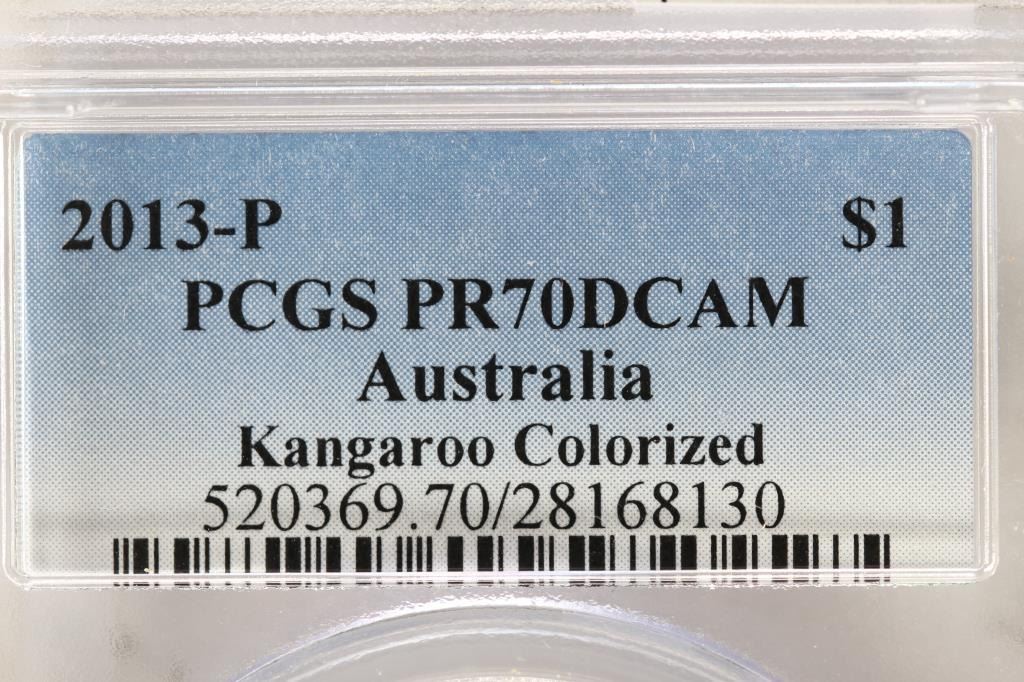 2013-P $1
PCGS PR70DCAM
Australia
Kangaroo Colorized
520369.70/28168130